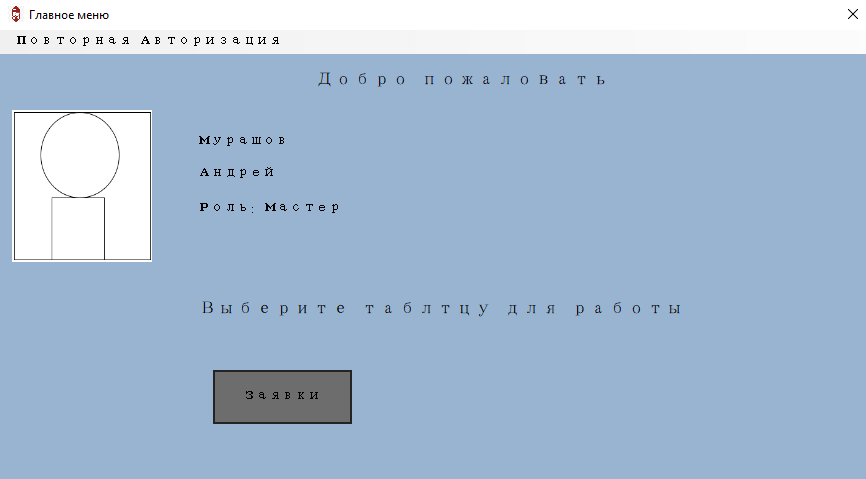 Главное меню
Повторная Авторизация
Добро пожаловать
Мурашов
Андрей
Роль: Мастер
Выберите таблтцу для работы
Заявки